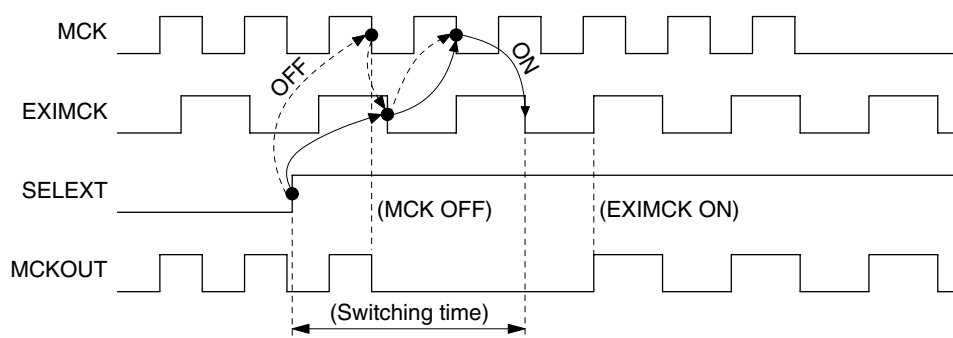 MCK
OFF
ON
EXIMCK
SELEXT
(MCK OFF)
(EXIMCK ON)
MCKOUT
(Switching time)